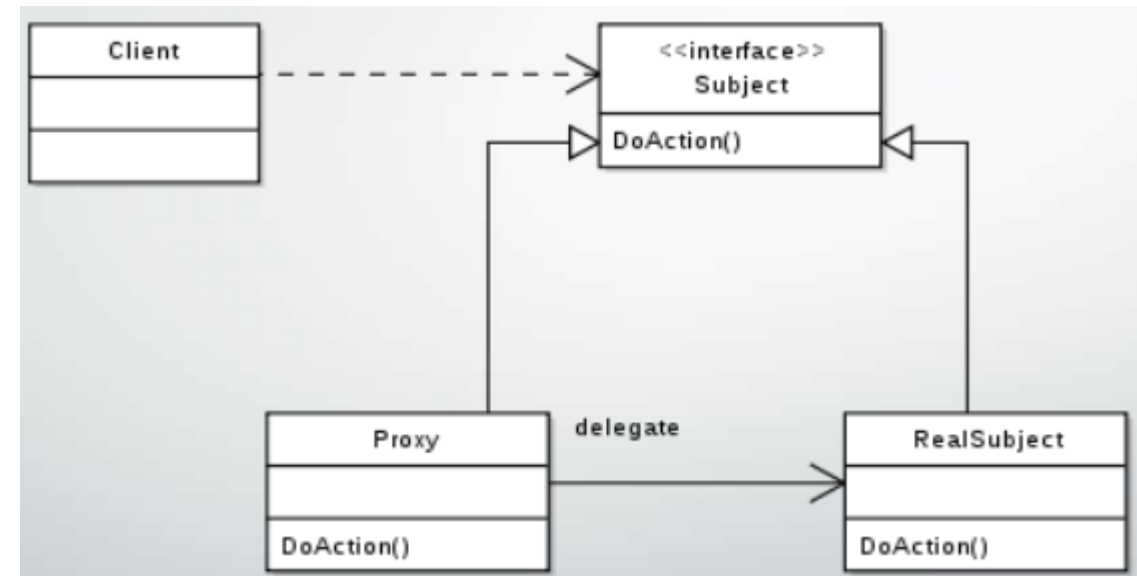 Client
<<interface>>
Subject
DoAction()
Proxy
delegate
RealSubject
DoAction()
DoAction()